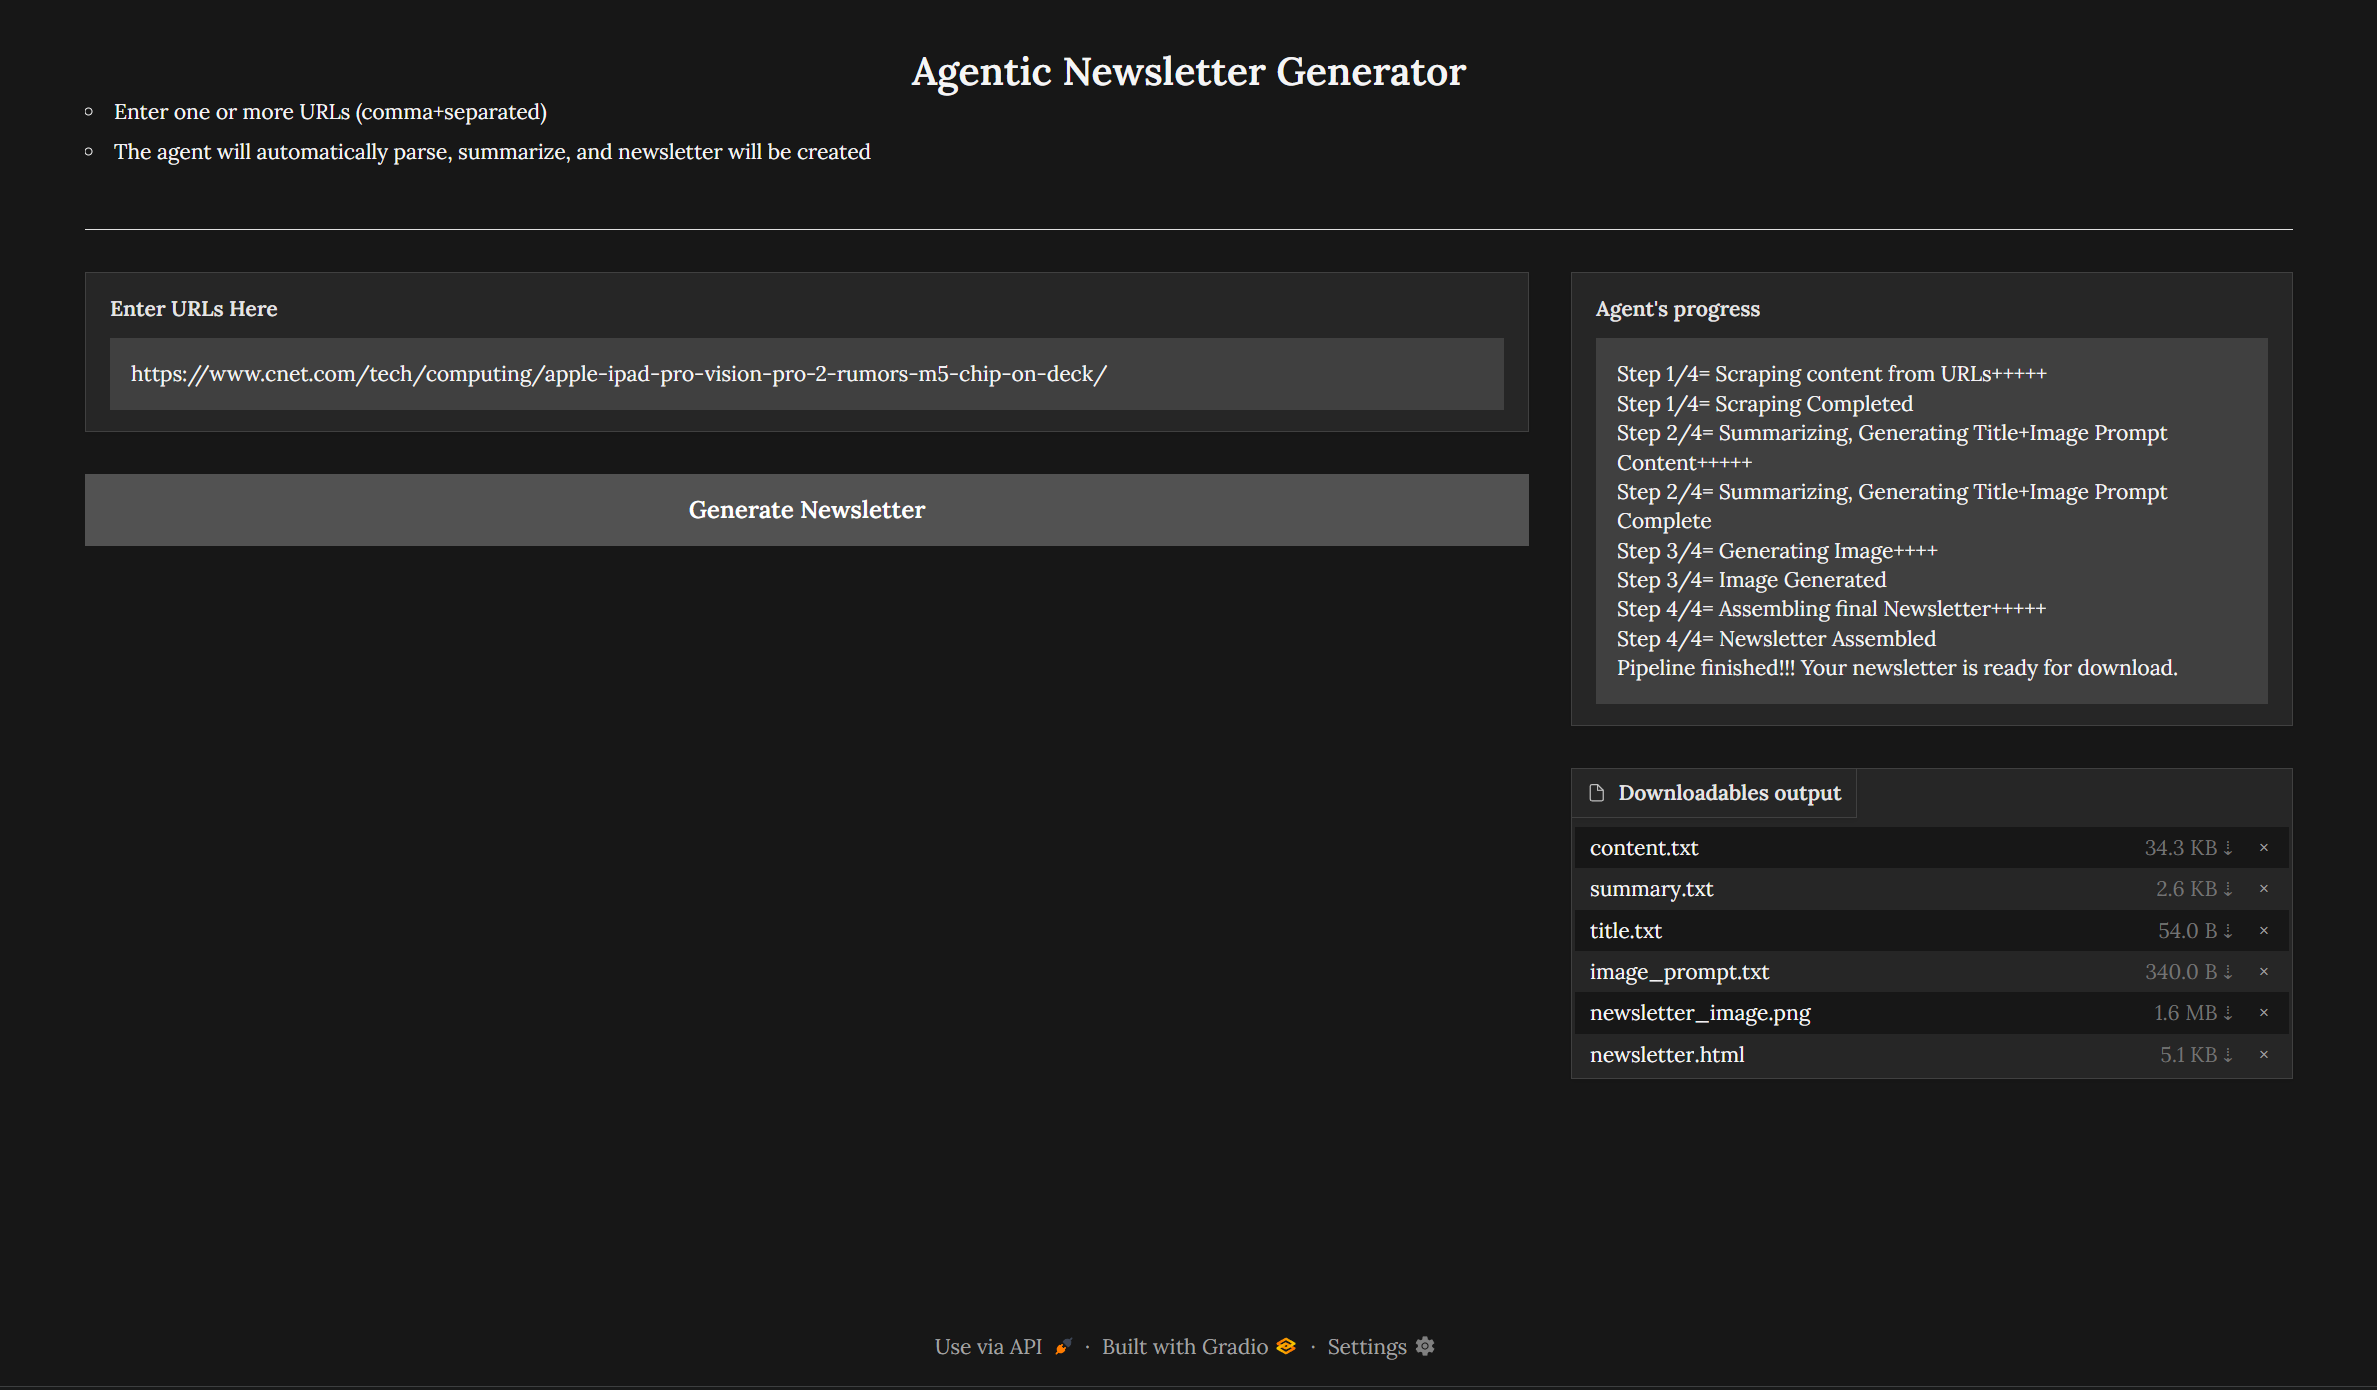 Agentic Newsletter Generator
Enter one or more URLs (comma+separated)
The agent will automatically parse, summarize, and newsletter will be created
Enter URLs Here
https://www.cnet.com/tech/computing/apple-ipad-pro-vision-pro-2-rumors-m5-chip-on-deck/
Generate Newsletter
Agent's progress
Step 1/4= Scraping content from URLs+++++
Step 1/4= Scraping Completed
Step 2/4= Summarizing, Generating Title+Image Prompt
Content+++++
Step 2/4= Summarizing, Generating Title+Image Prompt
Complete
Step 3/4= Generating Image++++
Step 3/4= Image Generated
Step 4/4= Assembling final Newsletter+++++
Step 4/4= Newsletter Assembled
Pipeline finished!!! Your newsletter is ready for download.
Downloadables output
content.txt 34.3 KB ⇣ ×
summary.txt 2.6 KB ⇣ ×
title.txt 54.0 B ⇣ ×
image_prompt.txt 340.0 B ⇣ ×
newsletter_image.png 1.6 MB ⇣ ×
newsletter.html 5.1 KB ⇣ ×
Use via API · Built with Gradio · Settings